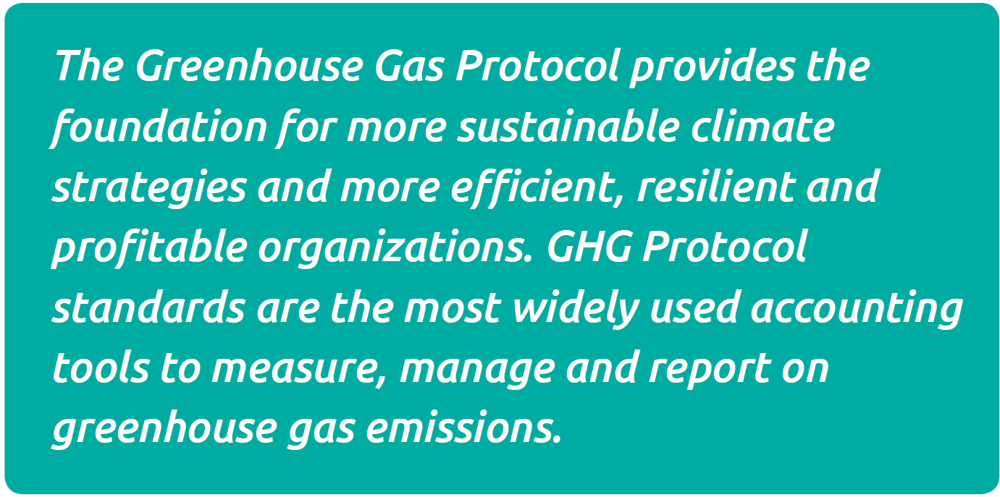 The Greenhouse Gas Protocol provides the
foundation for more sustainable climate
strategies and more efficient, resilient and
profitable organizations. GHG Protocol
standards are the most widely used accounting
tools to measure, manage and report on
greenhouse gas emissions.